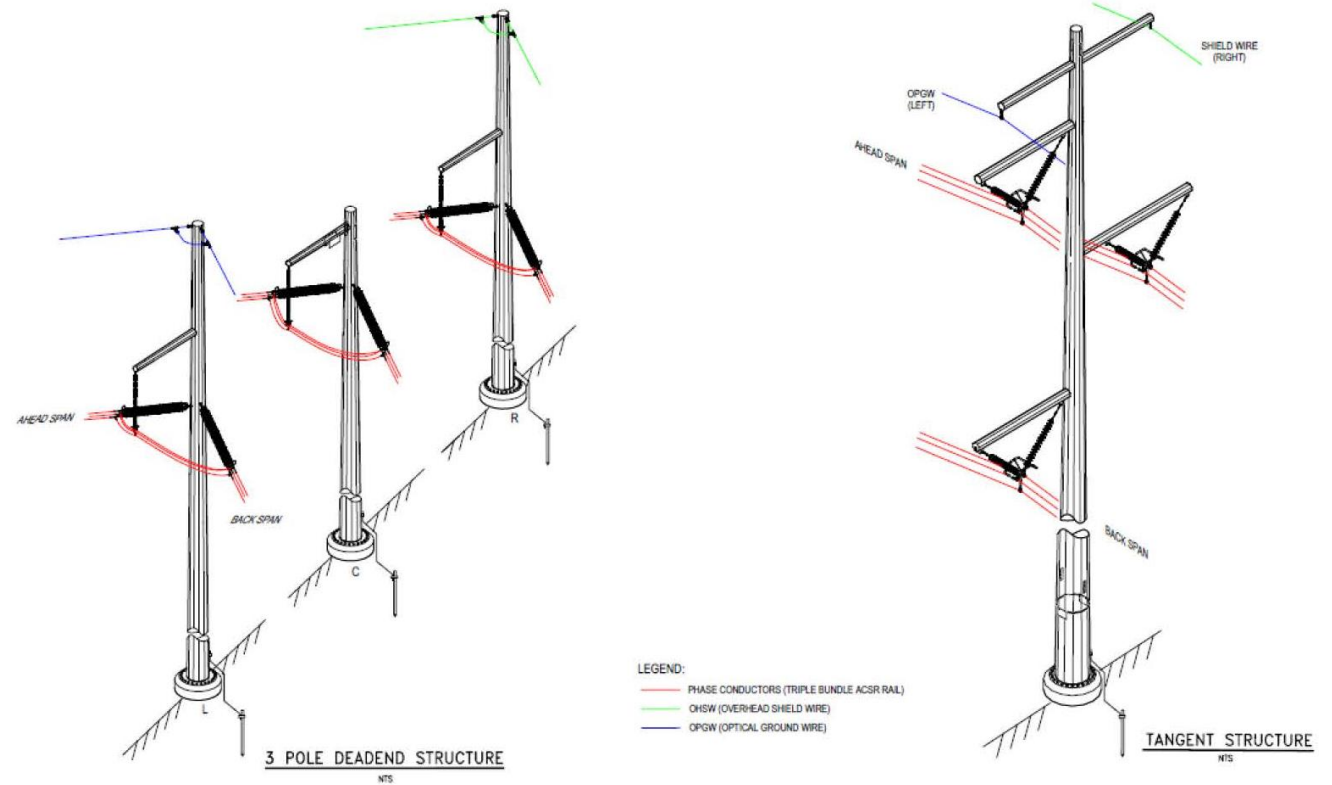 SHIELD WIRE
(RIGHT)
OPGW
(LEFT)
AHEAD SPAN
AHEAD SPAN
BACK SPAN
R
C
L
BACK SPAN
LEGEND:
PHASE CONDUCTORS (TRIPLE BUNDLE ACSR RAIL)
OHSW (OVERHEAD SHIELD WIRE)
OPGW (OPTICAL GROUND WIRE)
3 POLE DEADEND STRUCTURE
NTS
TANGENT STRUCTURE
NTS